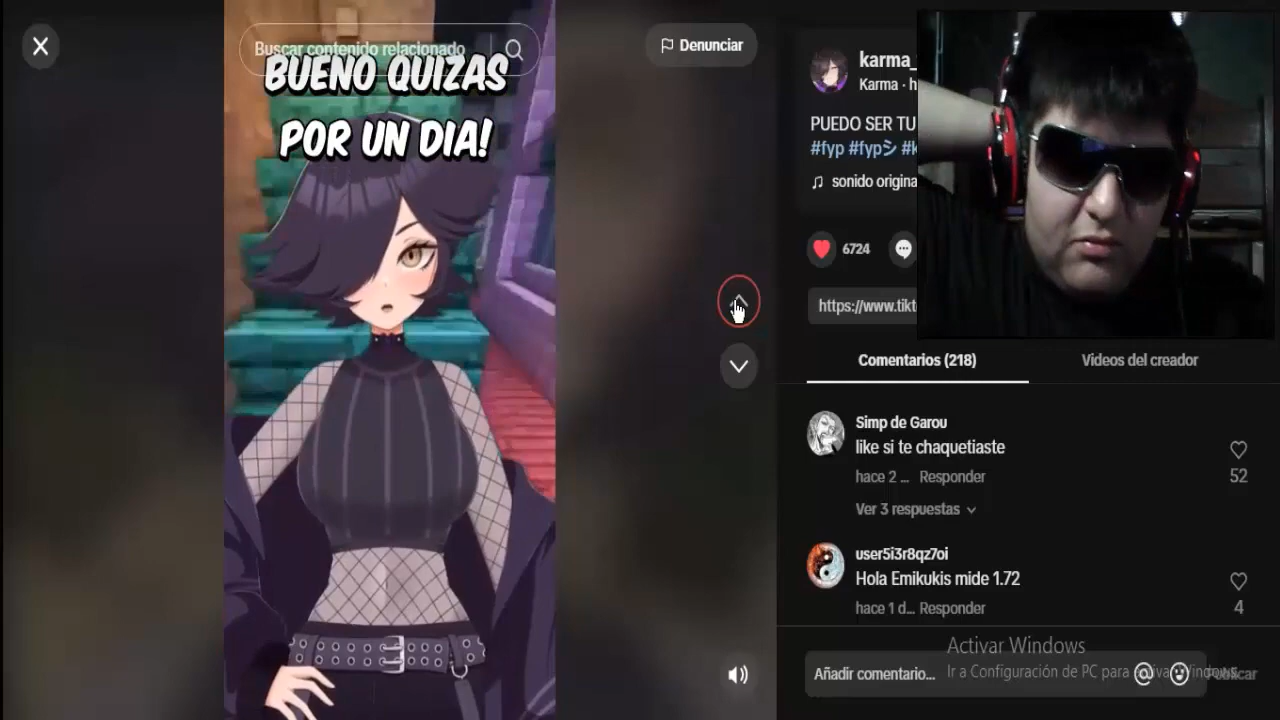 Buscar contenido relacionado
BUENO QUIZAS
POR UN DIA!
Denunciar
karma_
Karma · h
PUEDO SER TU
#fyp #fypシ #k
sonido origina
6724
https://www.tikt
Comentarios (218)
Videos del creador
Simp de Garou
like si te chaquetiaste
hace 2 ... Responder
52
Ver 3 respuestas
user5i3r8qz7oi
Hola Emikukis mide 1.72
hace 1 d... Responder
4
Activar Windows
Ir a Configuración de PC para activar Windows.
Añadir comentario...
Publicar